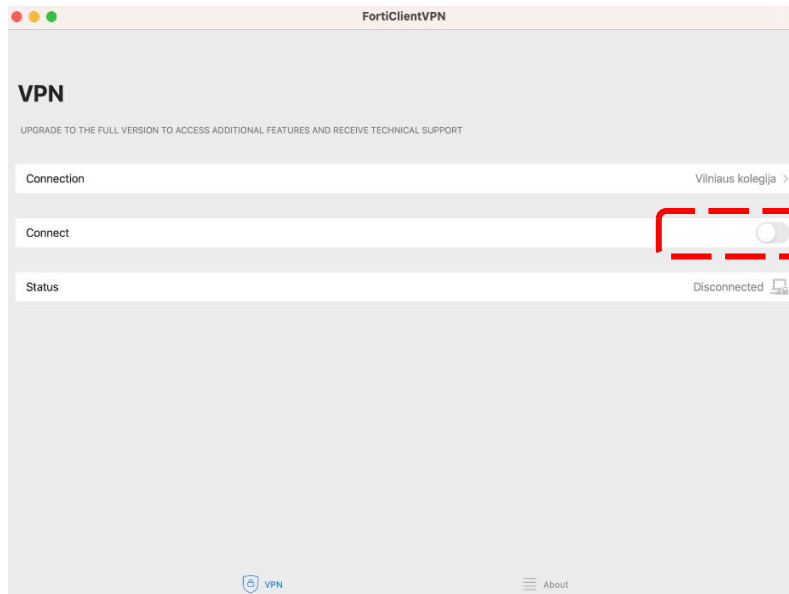 FortiClientVPN
VPN
UPGRADE TO THE FULL VERSION TO ACCESS ADDITIONAL FEATURES AND RECEIVE TECHNICAL SUPPORT
Connection Vilniaus kolegija >
Connect
Status Disconnected
VPN About